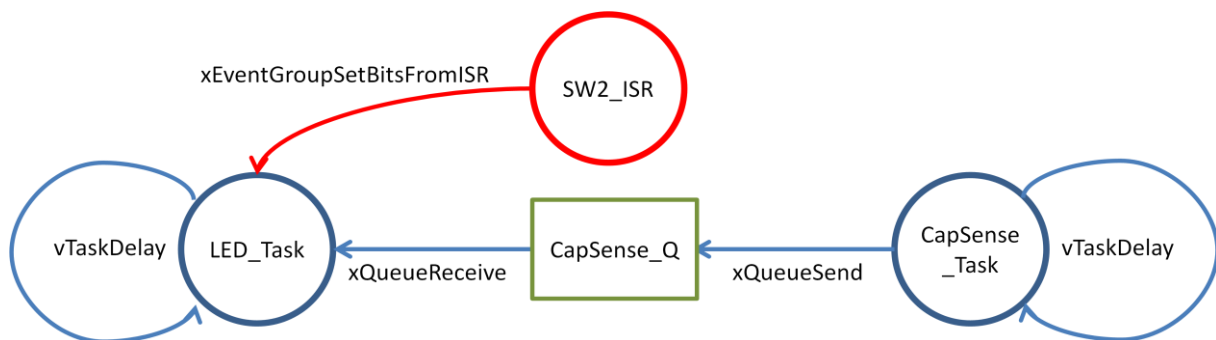 xEventGroupSetBitsFromISR
SW2_ISR
vTaskDelay
LED_Task
xQueueReceive
CapSense_Q
xQueueSend
CapSense
_Task
vTaskDelay